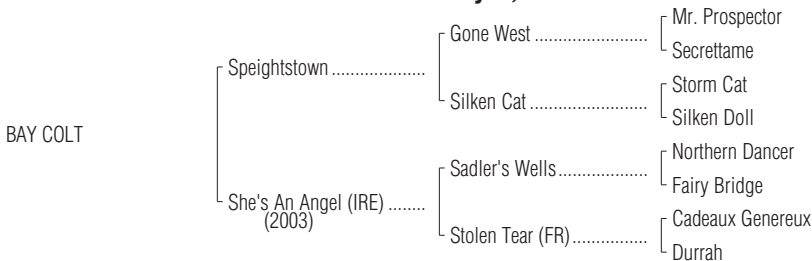 Mr. Prospector
Gone West ..........................
Secrettame
Speightstown .....................
Storm Cat
Silken Cat ...........................
Silken Doll
BAY COLT
Northern Dancer
Sadler's Wells....................
Fairy Bridge
She's An Angel (IRE) ........
(2003)
Cadeaux Genereux
Stolen Tear (FR).................
Durrah